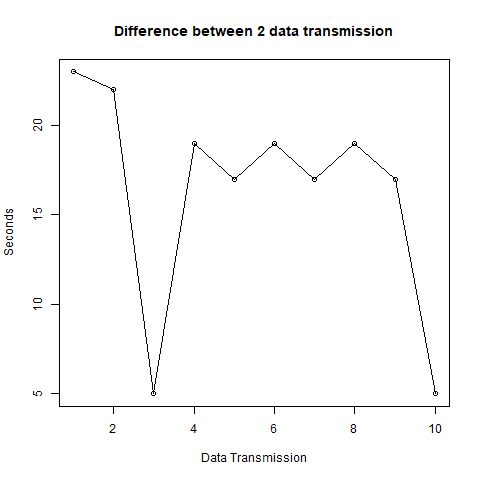 Difference between 2 data transmission
20
15
10
5
Seconds
2 4 6 8 10
Data Transmission